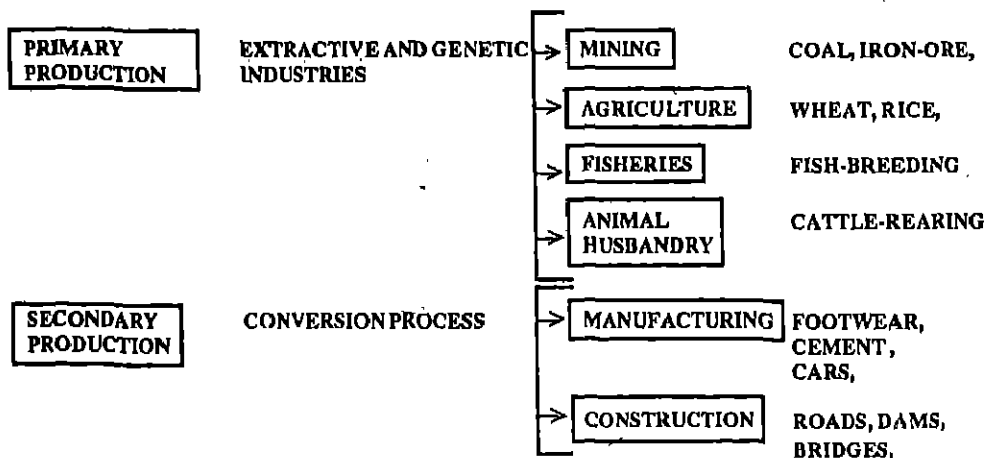 PRIMARY
PRODUCTION
EXTRACTIVE AND GENETIC
INDUSTRIES
MINING
COAL, IRON-ORE,
AGRICULTURE
WHEAT, RICE,
FISHERIES
FISH-BREEDING
ANIMAL
HUSBANDRY
CATTLE-REARING
SECONDARY
PRODUCTION
CONVERSION PROCESS
MANUFACTURING
FOOTWEAR,
CEMENT,
CARS,
CONSTRUCTION
ROADS, DAMS,
BRIDGES,